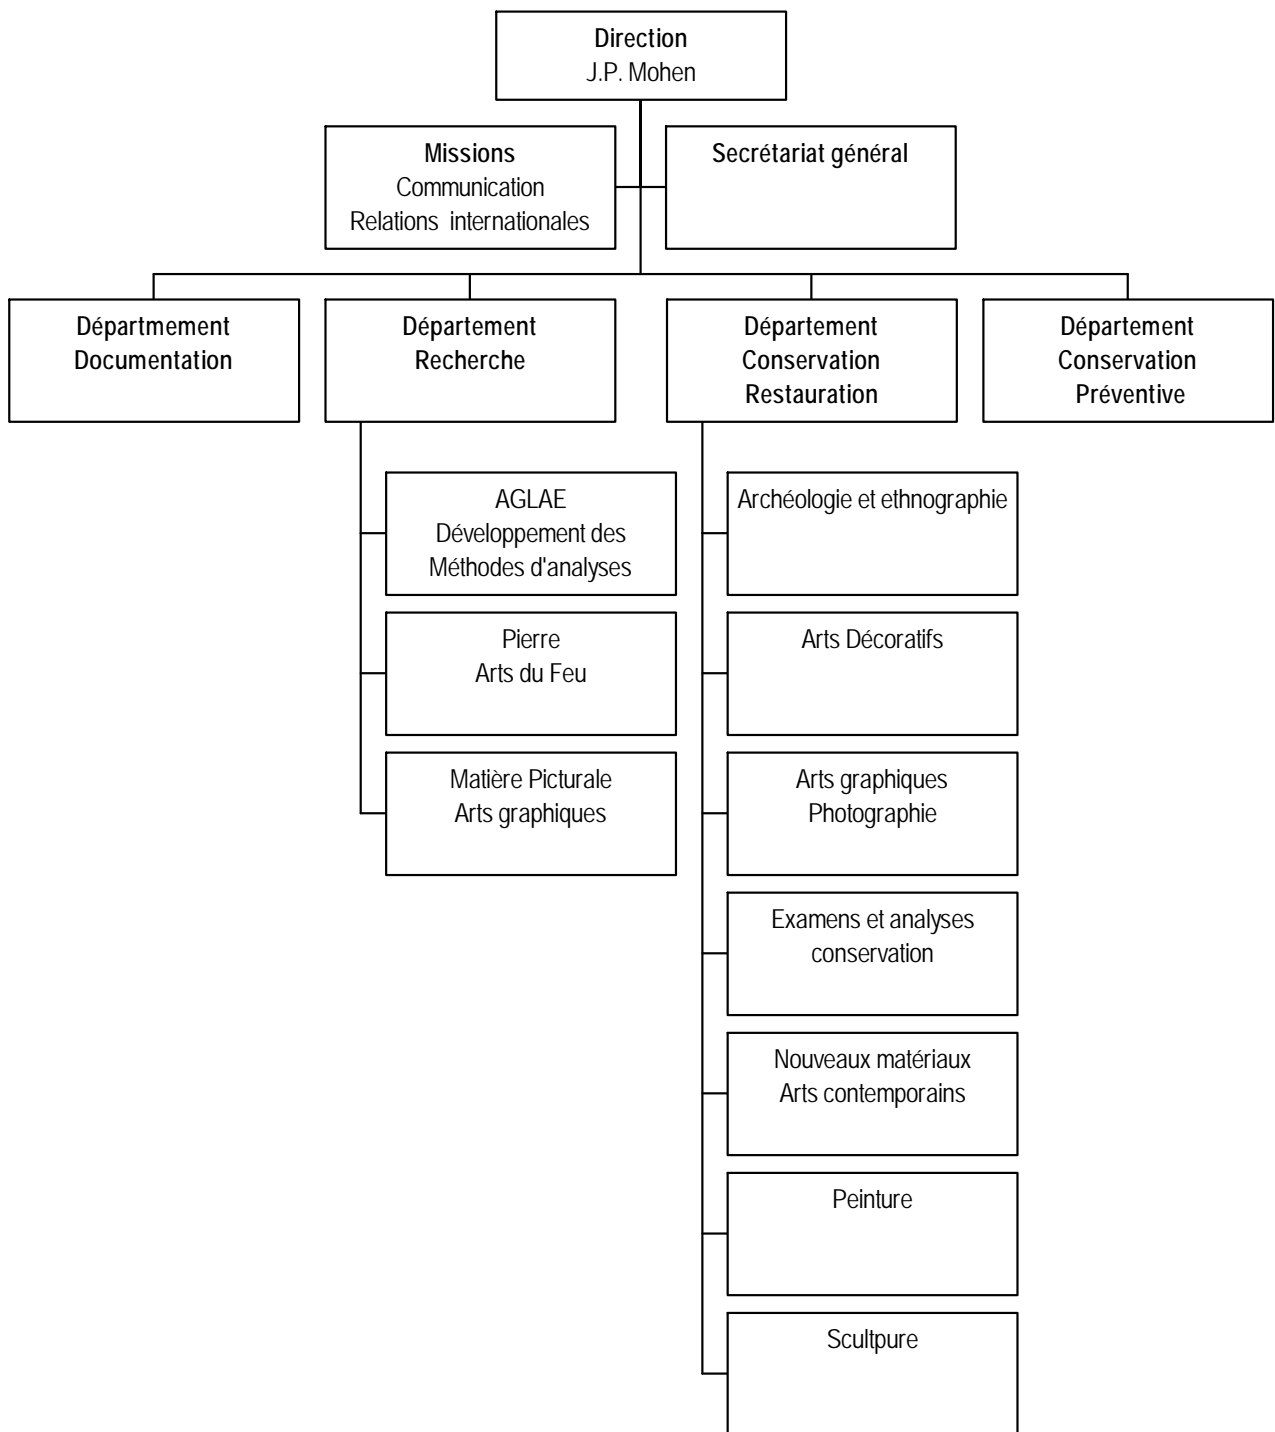 Direction
J.P. Mohen
Missions
Communication
Relations internationales
Secrétariat général
Départmement
Documentation
Département
Recherche
Département
Conservation
Restauration
Département
Conservation
Préventive
AGLAE
Développement des
Méthodes d'analyses
Pierre
Arts du Feu
Matière Picturale
Arts graphiques
Archéologie et ethnographie
Arts Décoratifs
Arts graphiques
Photographie
Examens et analyses
conservation
Nouveaux matériaux
Arts contemporains
Peinture
Scultpure